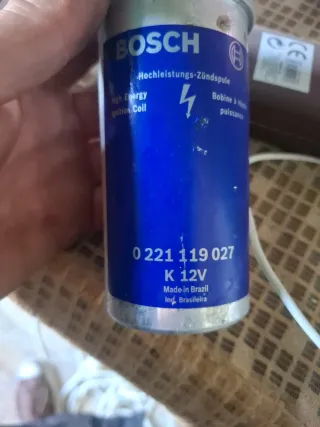 BOSCH
Hochleistungs-Zündspule
High Energy
Ignition Coil
Bobine à
puissance
0 221 119 027
K 12V
Made in Brazil
Ind. Brasileira